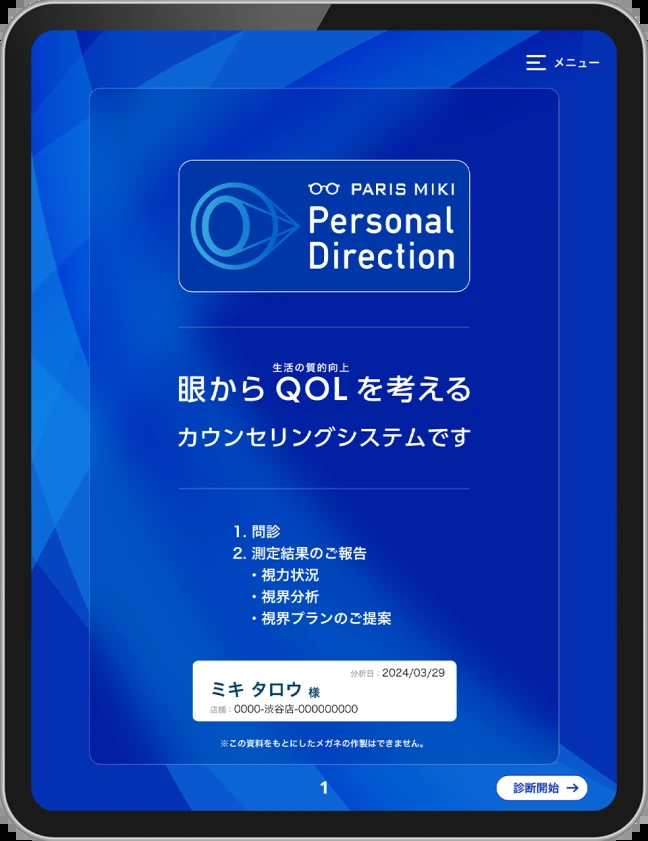 メニュー
PARIS MIKI
Personal
Direction
生活の質的向上
眼から QOL を考える
カウンセリングシステムです
1. 問診
2. 測定結果のご報告
・視力状況
・視界分析
・視界プランのご提案
分析日：2024/03/29
ミキ タロウ 様
店舗：0000-渋谷店-000000000
※この資料をもとにしたメガネの作製はできません。
1
診断開始 →